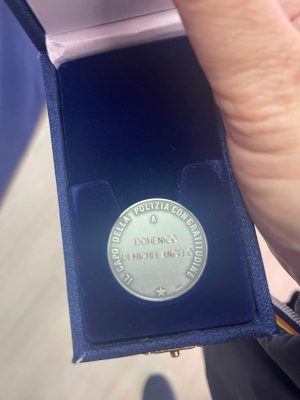 IL CAPO DELLA POLIZIA CON GRATITUDINE
A
DOMENICO
DI MICHELANGELO